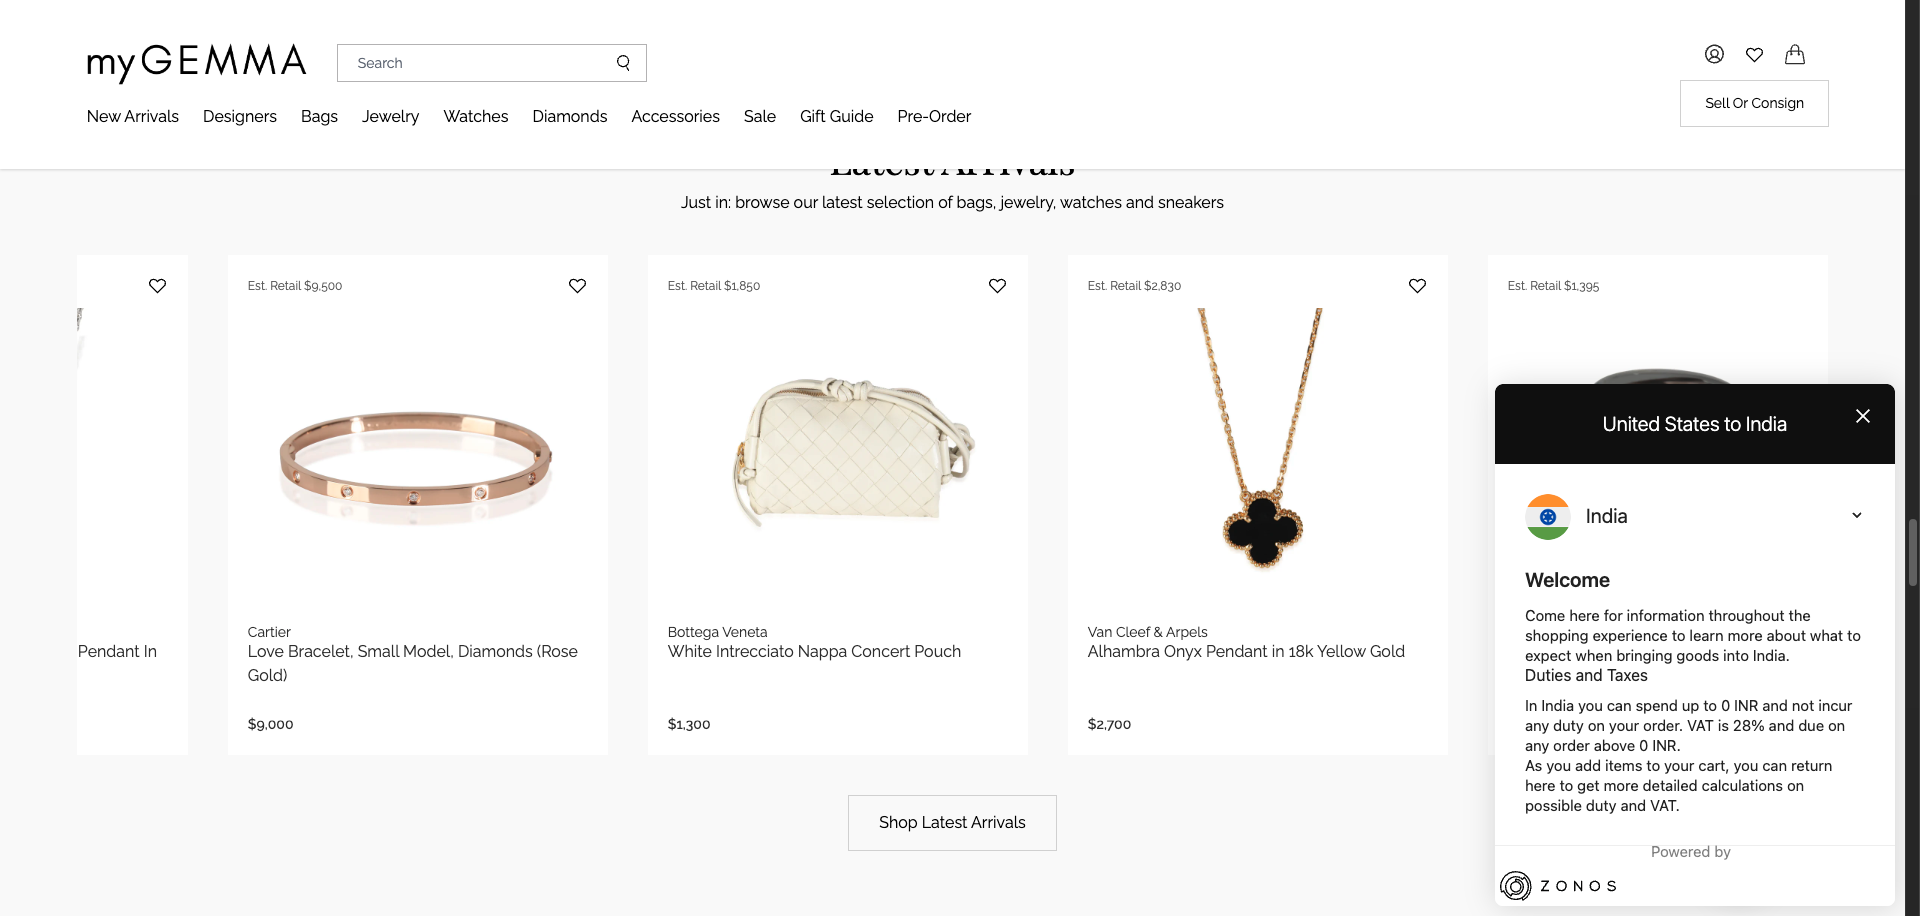 myGEMMA
Search
Sell Or Consign
New Arrivals Designers Bags Jewelry Watches Diamonds Accessories Sale Gift Guide Pre-Order
Latest Arrivals
Just in: browse our latest selection of bags, jewelry, watches and sneakers
Pendant In
Est. Retail $9,500
Cartier
Love Bracelet, Small Model, Diamonds (Rose
Gold)
$9,000
Est. Retail $1,850
Bottega Veneta
White Intrecciato Nappa Concert Pouch
$1,300
Est. Retail $2,830
Van Cleef & Arpels
Alhambra Onyx Pendant in 18k Yellow Gold
$2,700
Est. Retail $1,395
Shop Latest Arrivals
United States to India
India
Welcome
Come here for information throughout the
shopping experience to learn more about what to
expect when bringing goods into India.
Duties and Taxes
In India you can spend up to 0 INR and not incur
any duty on your order. VAT is 28% and due on
any order above 0 INR.
As you add items to your cart, you can return
here to get more detailed calculations on
possible duty and VAT.
Powered by
ZONOS